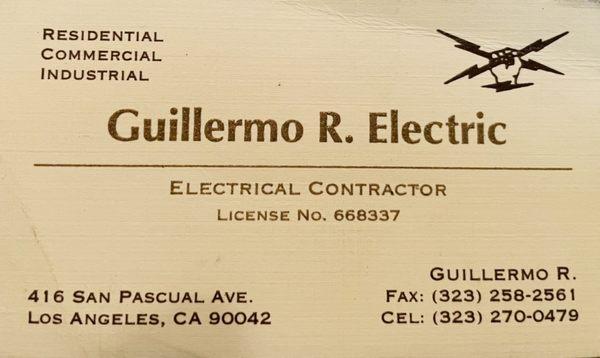 RESIDENTIAL
COMMERCIAL
INDUSTRIAL
Guillermo R. Electric
ELECTRICAL CONTRACTOR
LICENSE NO. 668337
416 SAN PASCUAL AVE.
LOS ANGELES, CA 90042
GUILLERMO R.
FAX: (323) 258-2561
CEL: (323) 270-0479